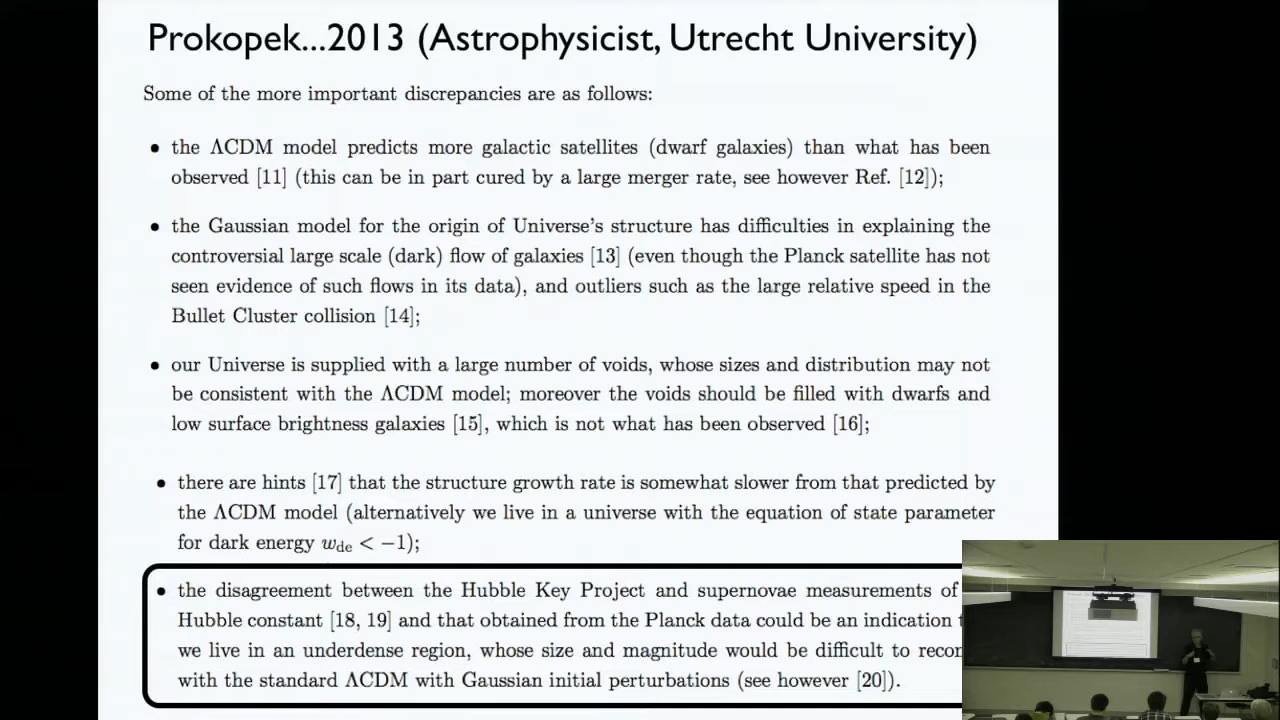 Prokopek...2013 (Astrophysicist, Utrecht University)
Some of the more important discrepancies are as follows:
• the ΛCDM model predicts more galactic satellites (dwarf galaxies) than what has been
observed [11] (this can be in part cured by a large merger rate, see however Ref. [12]);
• the Gaussian model for the origin of Universe's structure has difficulties in explaining the
controversial large scale (dark) flow of galaxies [13] (even though the Planck satellite has not
seen evidence of such flows in its data), and outliers such as the large relative speed in the
Bullet Cluster collision [14];
• our Universe is supplied with a large number of voids, whose sizes and distribution may not
be consistent with the ΛCDM model; moreover the voids should be filled with dwarfs and
low surface brightness galaxies [15], which is not what has been observed [16];
• there are hints [17] that the structure growth rate is somewhat slower from that predicted by
the ΛCDM model (alternatively we live in a universe with the equation of state parameter
for dark energy w_de < −1);
• the disagreement between the Hubble Key Project and supernovae measurements of
Hubble constant [18, 19] and that obtained from the Planck data could be an indication
we live in an underdense region, whose size and magnitude would be difficult to
with the standard ΛCDM with Gaussian initial perturbations (see however [20]).